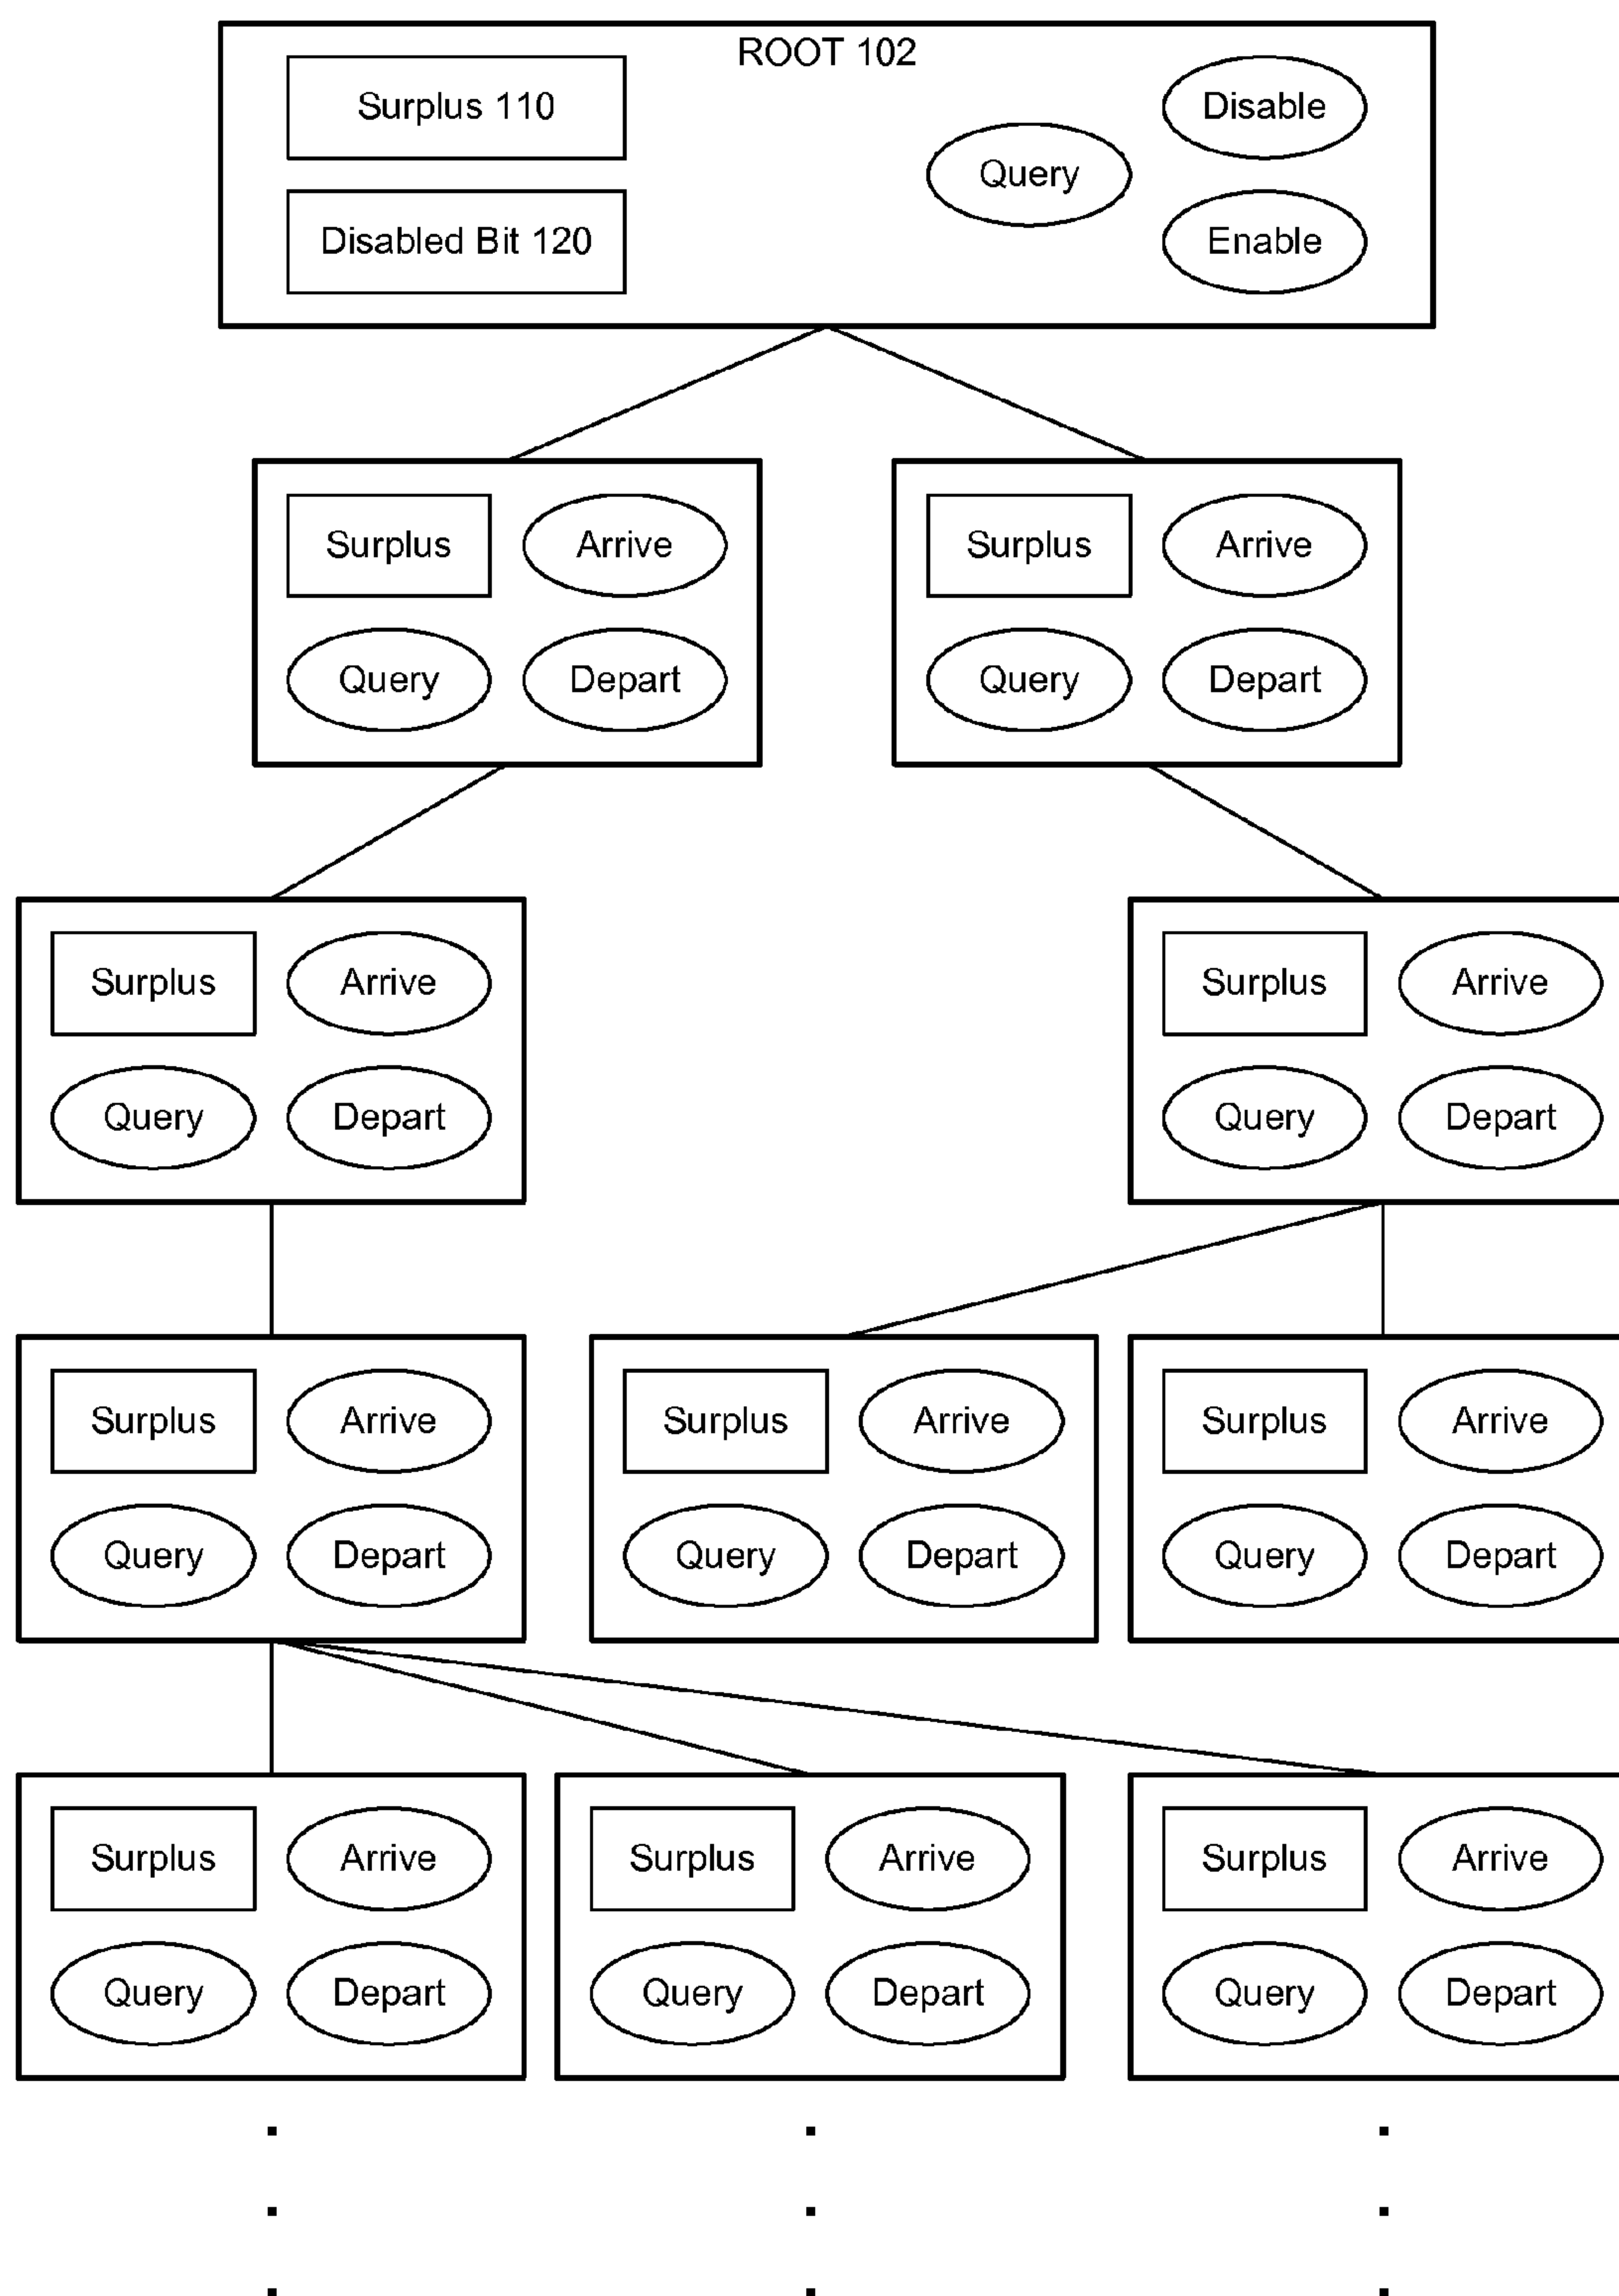 ROOT 102
Surplus 110
Disable
Query
Disabled Bit 120
Enable
Surplus Arrive Surplus Arrive
Query Depart Query Depart
Surplus Arrive Surplus Arrive
Query Depart Query Depart
Surplus Arrive Surplus Arrive Surplus Arrive
Query Depart Query Depart Query Depart
Surplus Arrive Surplus Arrive Surplus Arrive
Query Depart Query Depart Query Depart